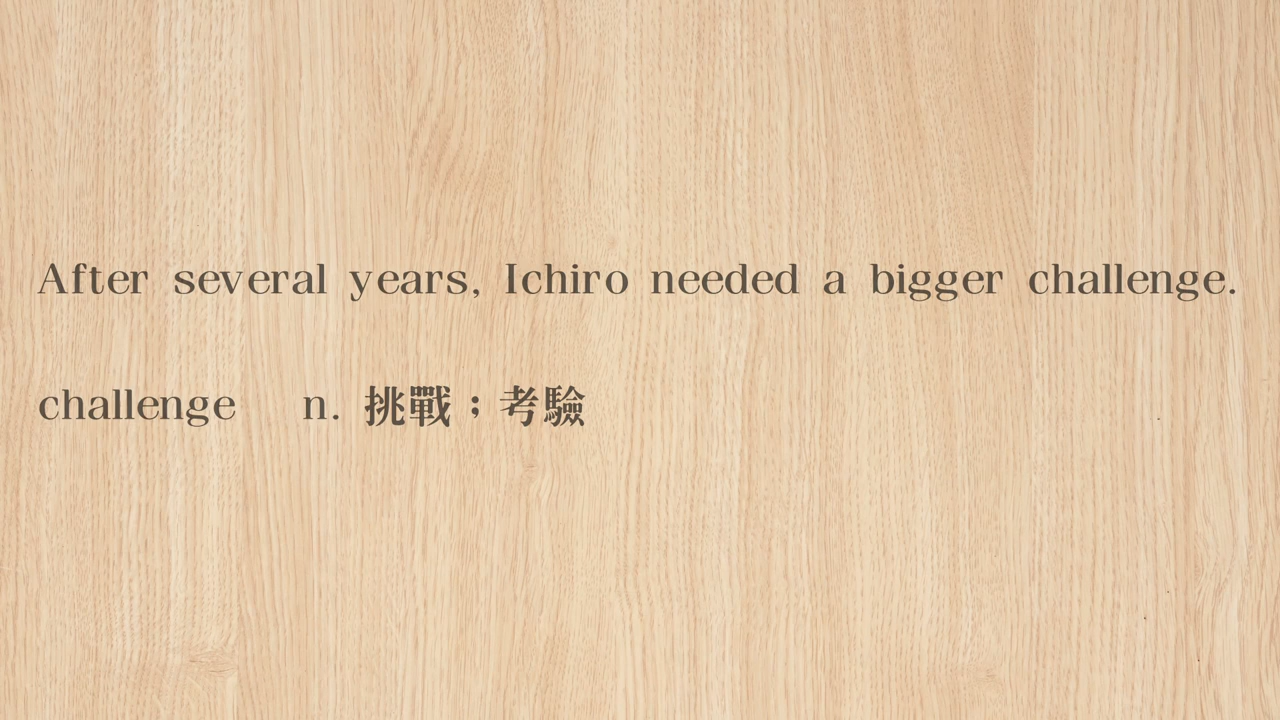 After several years, Ichiro needed a bigger challenge.
challenge n. 挑戰；考驗